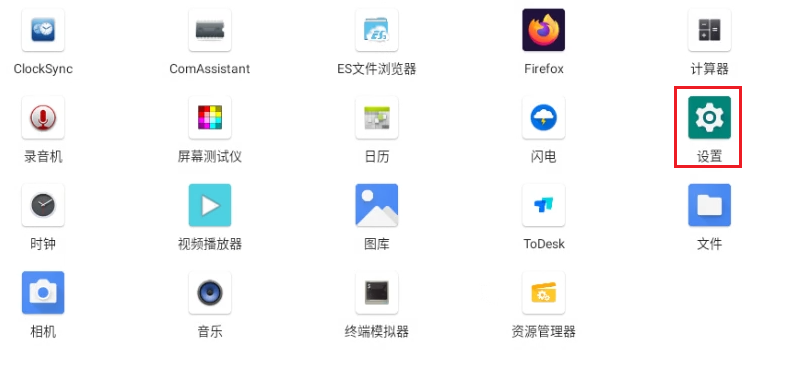 ClockSync
ComAssistant
ES文件浏览器
Firefox
计算器
录音机
屏幕测试仪
日历
闪电
设置
时钟
视频播放器
图库
ToDesk
文件
相机
音乐
终端模拟器
资源管理器